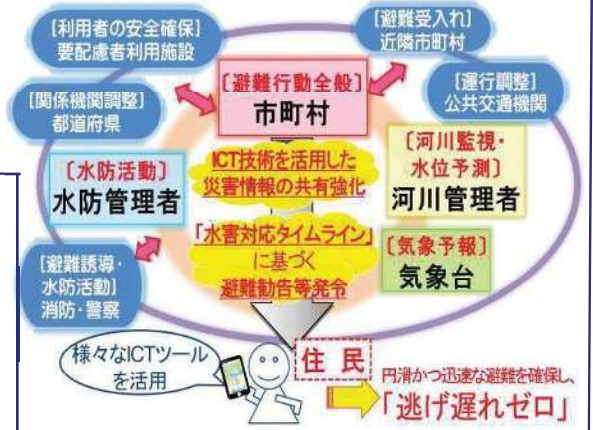 [利用者の安全確保]
要配慮者利用施設
[避難受入れ]
近隣市町村
[関係機関調整]
都道府県
〔避難行動全般〕
市町村
[運行調整]
公共交通機関
〔水防活動〕
水防管理者
ICT技術を活用した
災害情報の共有強化
〔河川監視・
水位予測〕
河川管理者
「水害対応タイムライン」
に基づく
避難勧告等発令
〔気象予報〕
気象台
[避難誘導・
水防活動]
消防・警察
様々なICTツール
を活用
住民
円滑かつ迅速な避難を確保し、
「逃げ遅れゼロ」